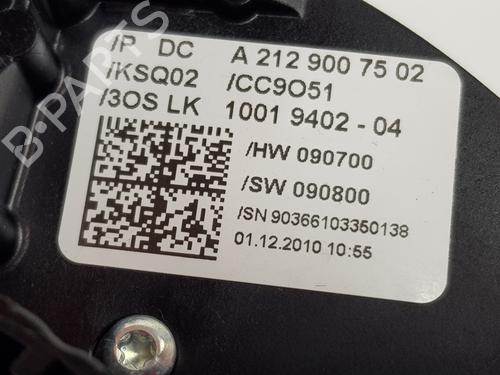 /P DC A 212 900 75 02
/KSQ02 /CC9O51
/3OS LK 1001 9402 - 04
/HW 090700
/SW 090800
/SN 90366103350138
01.12.2010 10:55
B-PARTS